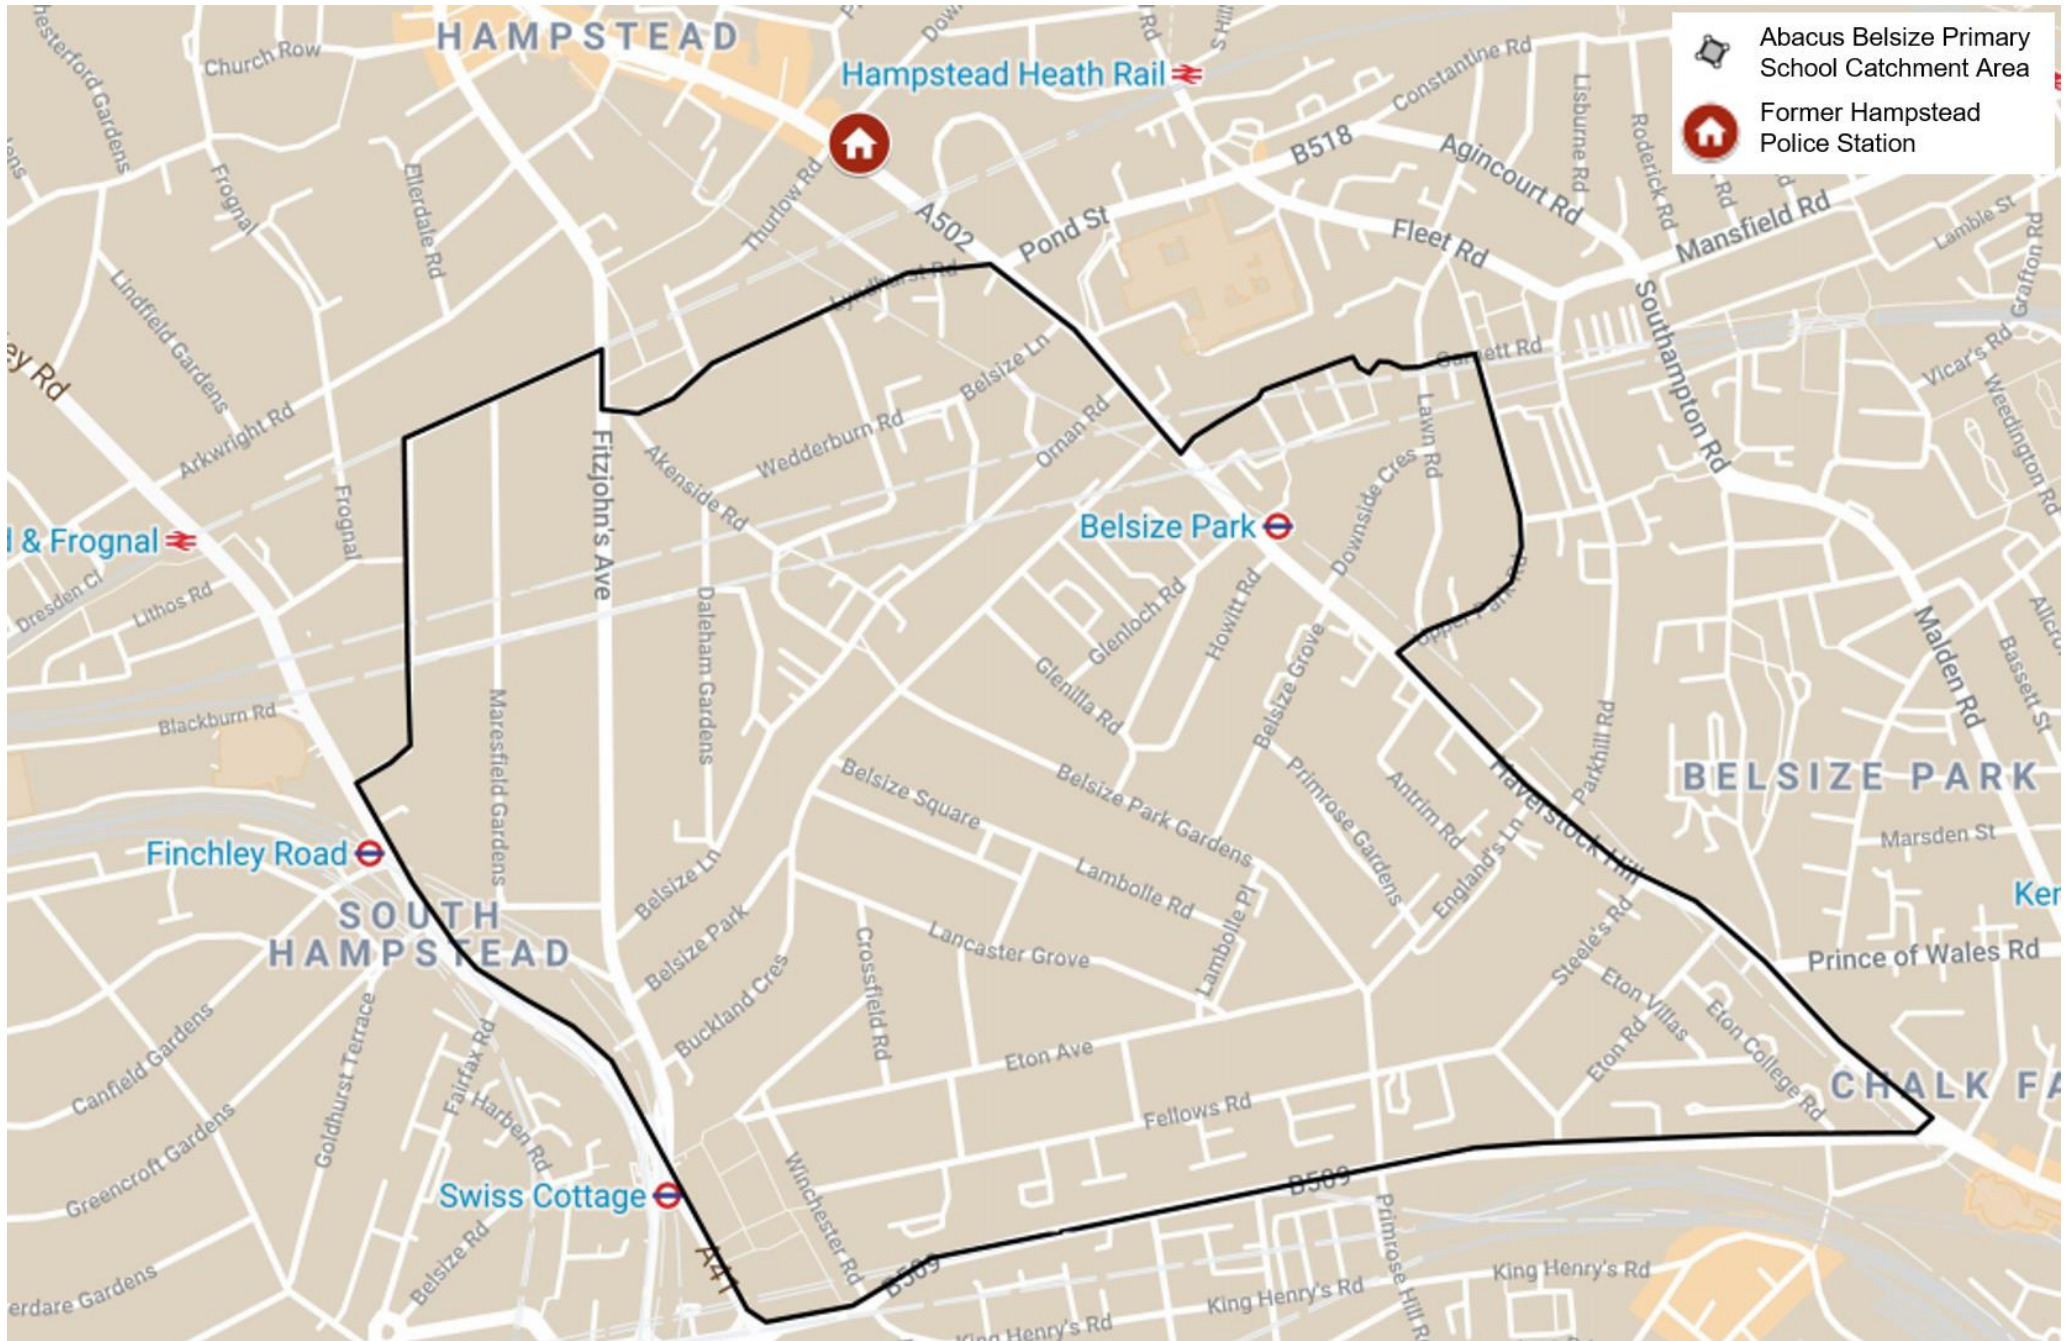 HAMPSTEAD
Hampstead Heath Rail
Abacus Belsize Primary
School Catchment Area
Former Hampstead
Police Station
Church Row
Constantine Rd
Lisburne Rd
Roderick Rd
B518
Agincourt Rd
Mansfield Rd
Lamble St
Grafton Rd
Frognal
Ellerdale Rd
Thurlow Rd
A502
Pond St
Fleet Rd
Lyndhurst Rd
Lindfield Gardens
Southampton Rd
Vicar's Rd
Weedington Rd
Belsize Ln
Lawn Rd
Arkwright Rd
Fitzjohn's Ave
Akenside Rd
Wedderburn Rd
Ornan Rd
Downside Cres
Frognal
& Frognal
Belsize Park
Dresden Cl
Lithos Rd
Daleham Gardens
Glenloch Rd
Howitt Rd
Upper Park Rd
Belsize Grove
Glenilla Rd
Malden Rd
Bassett St
Blackburn Rd
Maresfield Gardens
Parkhill Rd
BELSIZE PARK
Belsize Square
Belsize Park Gardens
Primrose Gardens
Antrim Rd
Haverstock Hill
Marsden St
Finchley Road
England's Ln
Belsize Ln
Lambolle Rd
Lambolle Pl
SOUTH
HAMPSTEAD
Belsize Park
Lancaster Grove
Crossfield Rd
Steele's Rd
Prince of Wales Rd
Buckland Cres
Eton Villas
Eton College Rd
Eton Rd
Canfield Gardens
Goldhurst Terrace
Fairfax Rd
Eton Ave
CHALK FA
Harben Rd
Fellows Rd
Greencroft Gardens
Swiss Cottage
Winchester Rd
B509
Belsize Rd
A41
B509
Primrose Hill R
King Henry's Rd
King Henry's Rd
King Henry's Rd